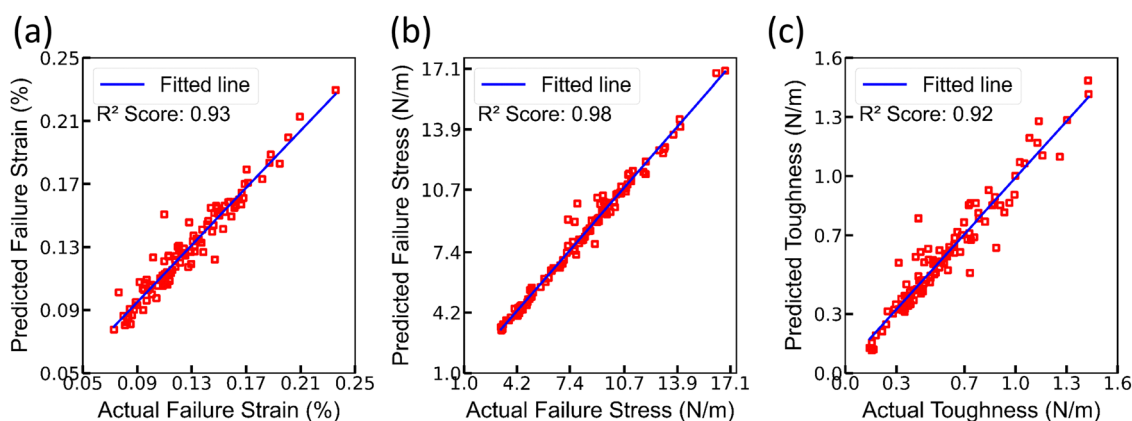 (a)
0.25
0.21
0.17
0.13
0.09
0.05
Predicted Failure Strain (%)
Fitted line
R² Score: 0.93
0.05 0.09 0.13 0.17 0.21 0.25
Actual Failure Strain (%)
(b)
17.1
13.9
10.7
7.4
4.2
1.0
Predicted Failure Stress (N/m)
Fitted line
R² Score: 0.98
1.0 4.2 7.4 10.7 13.9 17.1
Actual Failure Stress (N/m)
(c)
1.6
1.3
1.0
0.7
0.3
0.0
Predicted Toughness (N/m)
Fitted line
R² Score: 0.92
0.0 0.3 0.7 1.0 1.3 1.6
Actual Toughness (N/m)